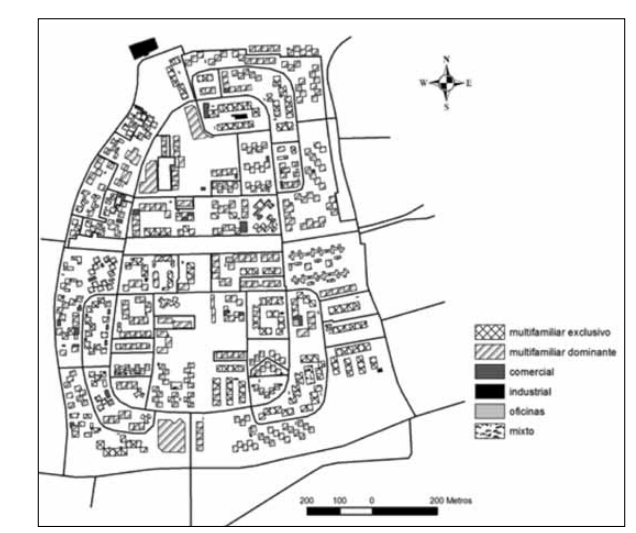 N
W E
S
multifamiliar exclusivo
multifamiliar dominante
comercial
industrial
oficinas
mixto
200 100 0 200 Metros